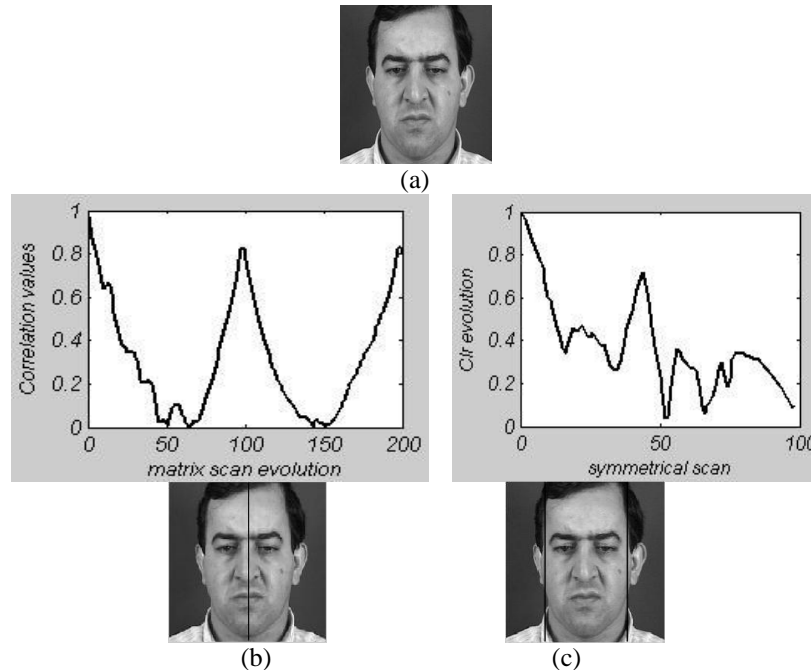 (a)
1
0.8
0.6
0.4
0.2
0
0 50 100 150 200
Correlation values
matrix scan evolution
1
0.8
0.6
0.4
0.2
0
0 50 100
Clr evolution
symmetrical scan
(b)
(c)